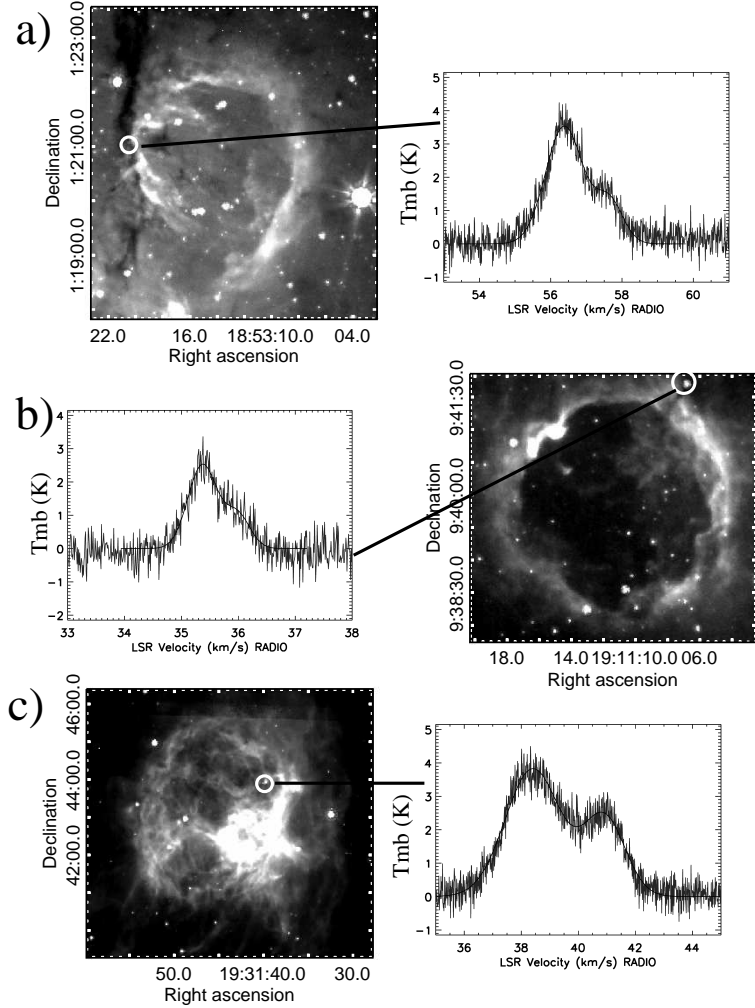 a)
1:23:00.0
1:21:00.0
1:19:00.0
Declination
22.0 16.0 18:53:10.0 04.0
Right ascension
5
4
3
2
1
0
−1
Tmb (K)
54 56 58 60
LSR Velocity (km/s) RADIO
b)
4
3
2
1
0
−1
−2
Tmb (K)
33 34 35 36 37 38
LSR Velocity (km/s) RADIO
9:41:30.0
9:40:00.0
9:38:30.0
Declination
18.0 14.0 19:11:10.0 06.0
Right ascension
c)
46:00.0
44:00.0
42:00.0
Declination
50.0 19:31:40.0 30.0
Right ascension
5
4
3
2
1
0
−1
Tmb (K)
36 38 40 42 44
LSR Velocity (km/s) RADIO